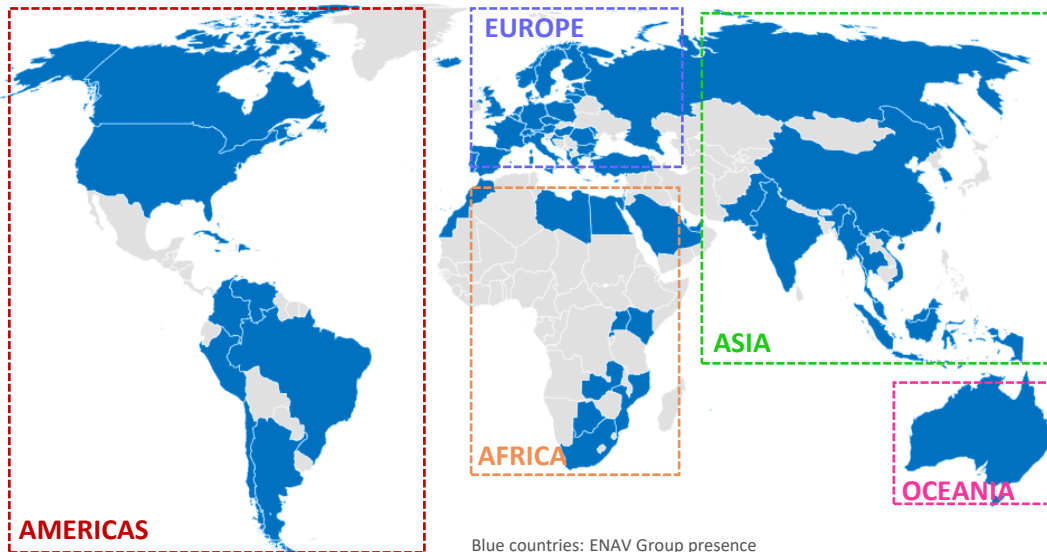 EUROPE
ASIA
AFRICA
OCEANIA
AMERICAS
Blue countries: ENAV Group presence